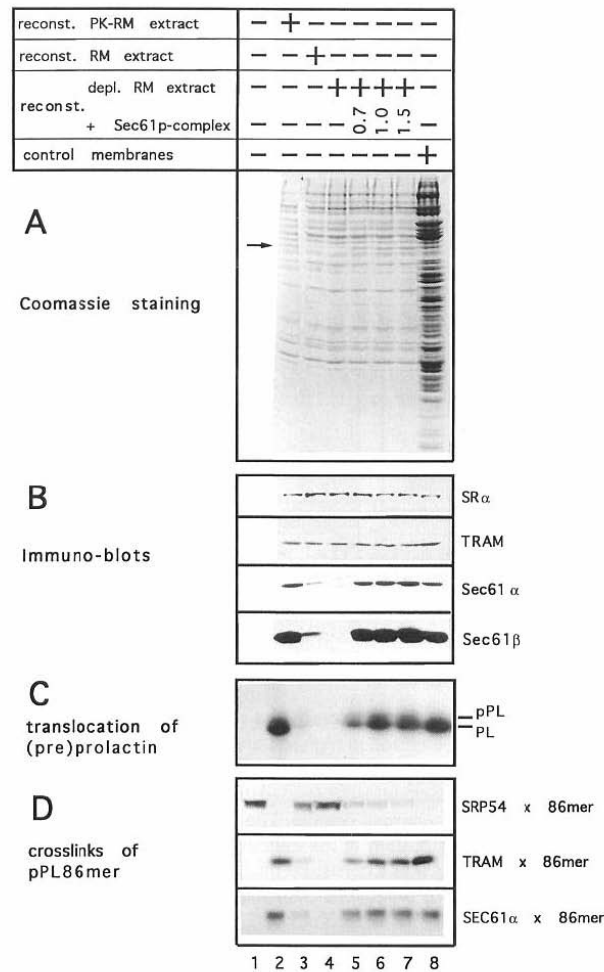 reconst. PK-RM extract − + − − − − − −
reconst. RM extract − − + − − − − −
depl. RM extract − − − + + + + −
reconst.
+ Sec61p-complex − − − − 0.7 1.0 1.5 −
control membranes − − − − − − − +
A
Coomassie staining
B
Immuno-blots
SRα
TRAM
Sec61 α
Sec61β
C
translocation of
(pre)prolactin
pPL
PL
D
crosslinks of
pPL86mer
SRP54 x 86mer
TRAM x 86mer
SEC61α x 86mer
1 2 3 4 5 6 7 8